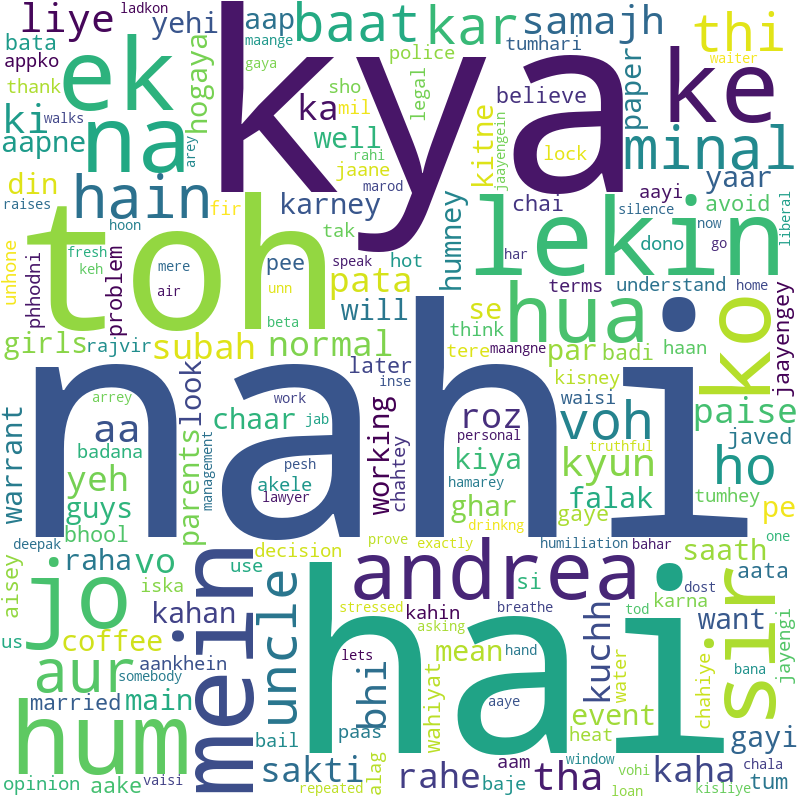 ladkon
liye yehi aap kya baat kar samajh thi
bata maange police tumhari
appko ek gaya hogaya sho legal ke waiter
thank ka mil believe paper
ki na arey well kitne lock jaayengein minal
aapne jaane
din hain rahi marod aayi yaar
raises walks fir karney chai silence avoid now liberal
hoon toh tak speak lekin humney dono har go
unhone phhodni problem fresh keh mere air pee hot pata se terms understand home
unn will hua ko jaayengey
girls rajvir subah beta normal think tere maangne par badi haan
nahi
arrey look work inse later kisney waisi paise
aa chaar jab roz personal voh truthful javed
warrant badana parents management akele pesh lawyer working chahtey kiya hamarey kyun ho
yeh guys ghar falak tumhey pe
bhool drinkng gaye
deepak raha vo decision prove exactly humiliation bahar saath one
aisey jo iska mein use uncle andrea si tod karna dost aata
us kahan stressed kahin breathe want
coffee aankhein lets asking hand kuchh sir jayengi
aur somebody hai mean water chahiye bana
married main bhi wahiyat aaye event
hum bail paas heat window gayi
opinion aake vaisi sakti repeated alag rahe aam baje tha loan vohi kaha kisliye chala tum